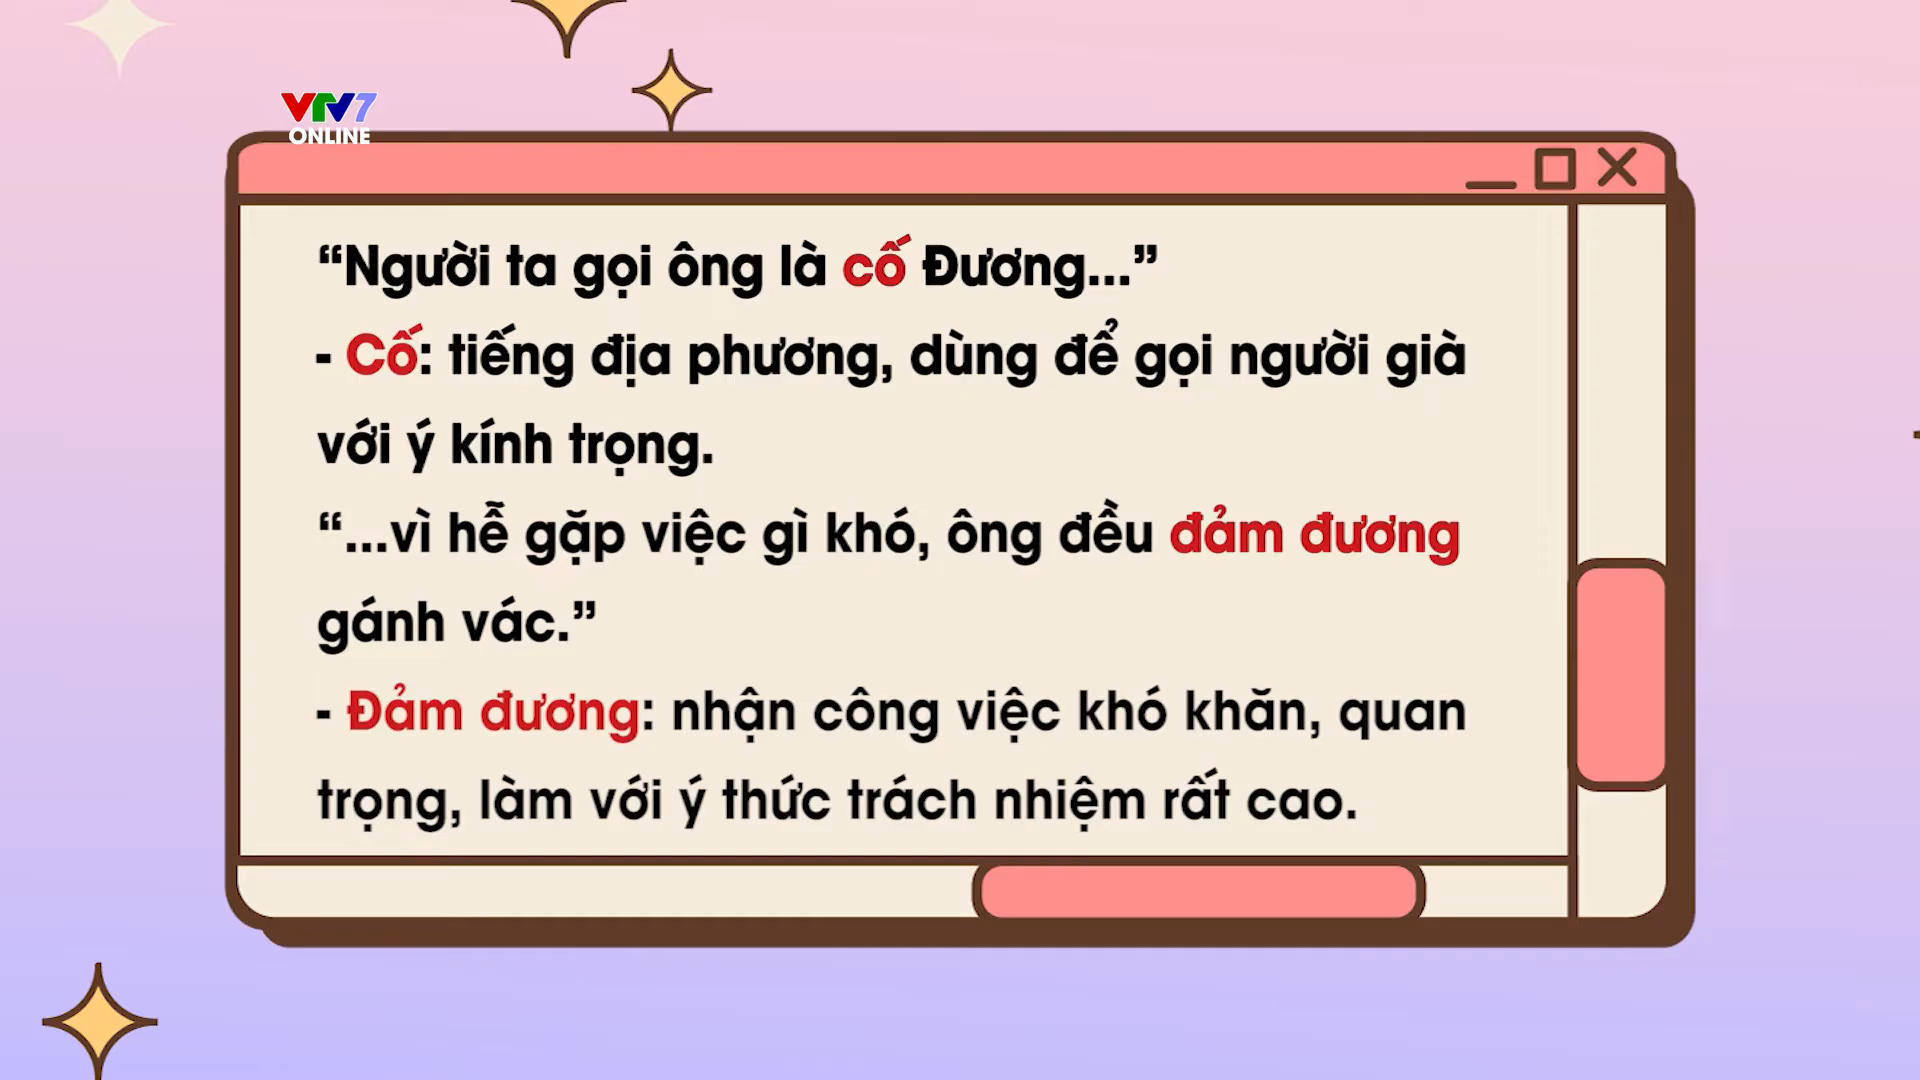 VTV7
ONLINE
“Người ta gọi ông là cố Đương...”
- Cố: tiếng địa phương, dùng để gọi người già
với ý kính trọng.
“...vì hễ gặp việc gì khó, ông đều đảm đương
gánh vác.”
- Đảm đương: nhận công việc khó khăn, quan
trọng, làm với ý thức trách nhiệm rất cao.